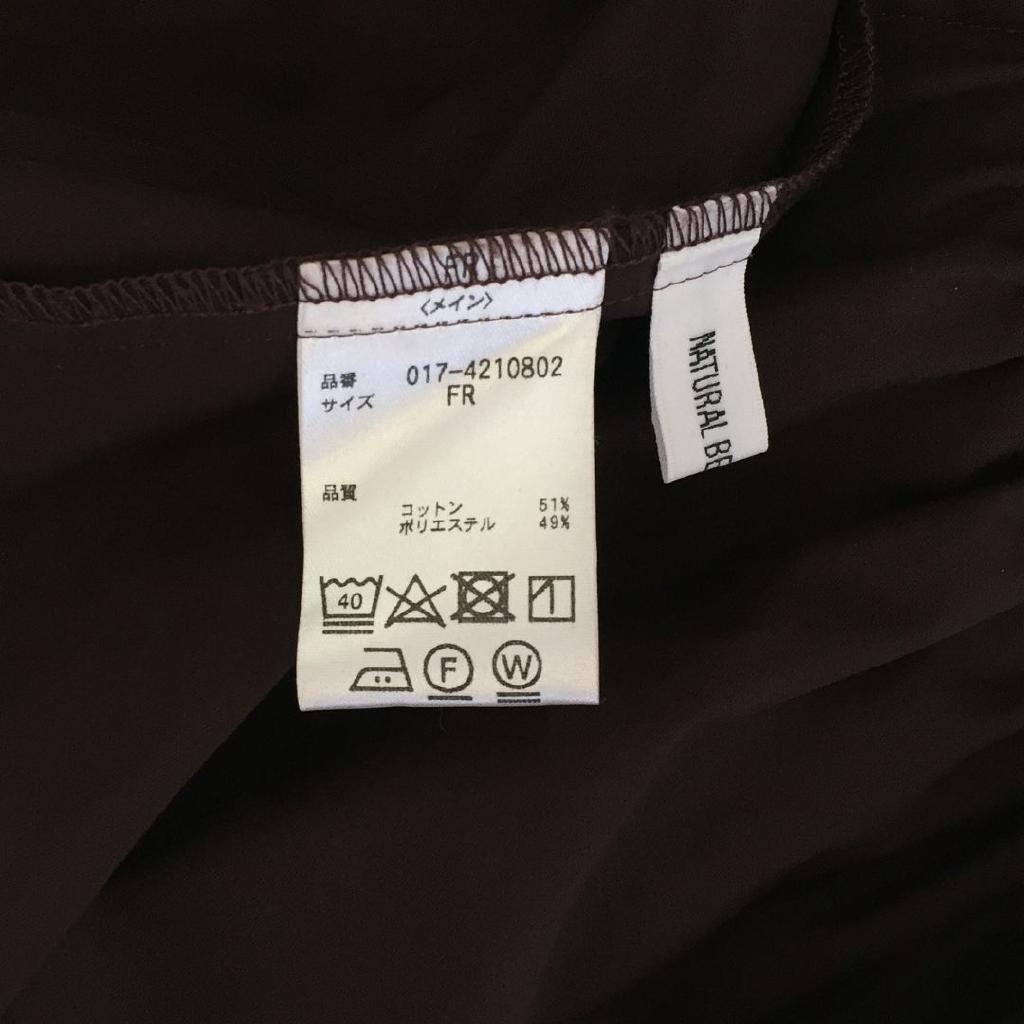 FR
〈メイン〉
品番 017-4210802
サイズ FR
品質
コットン 51%
ポリエステル 49%
40
F
W
NATURAL BE